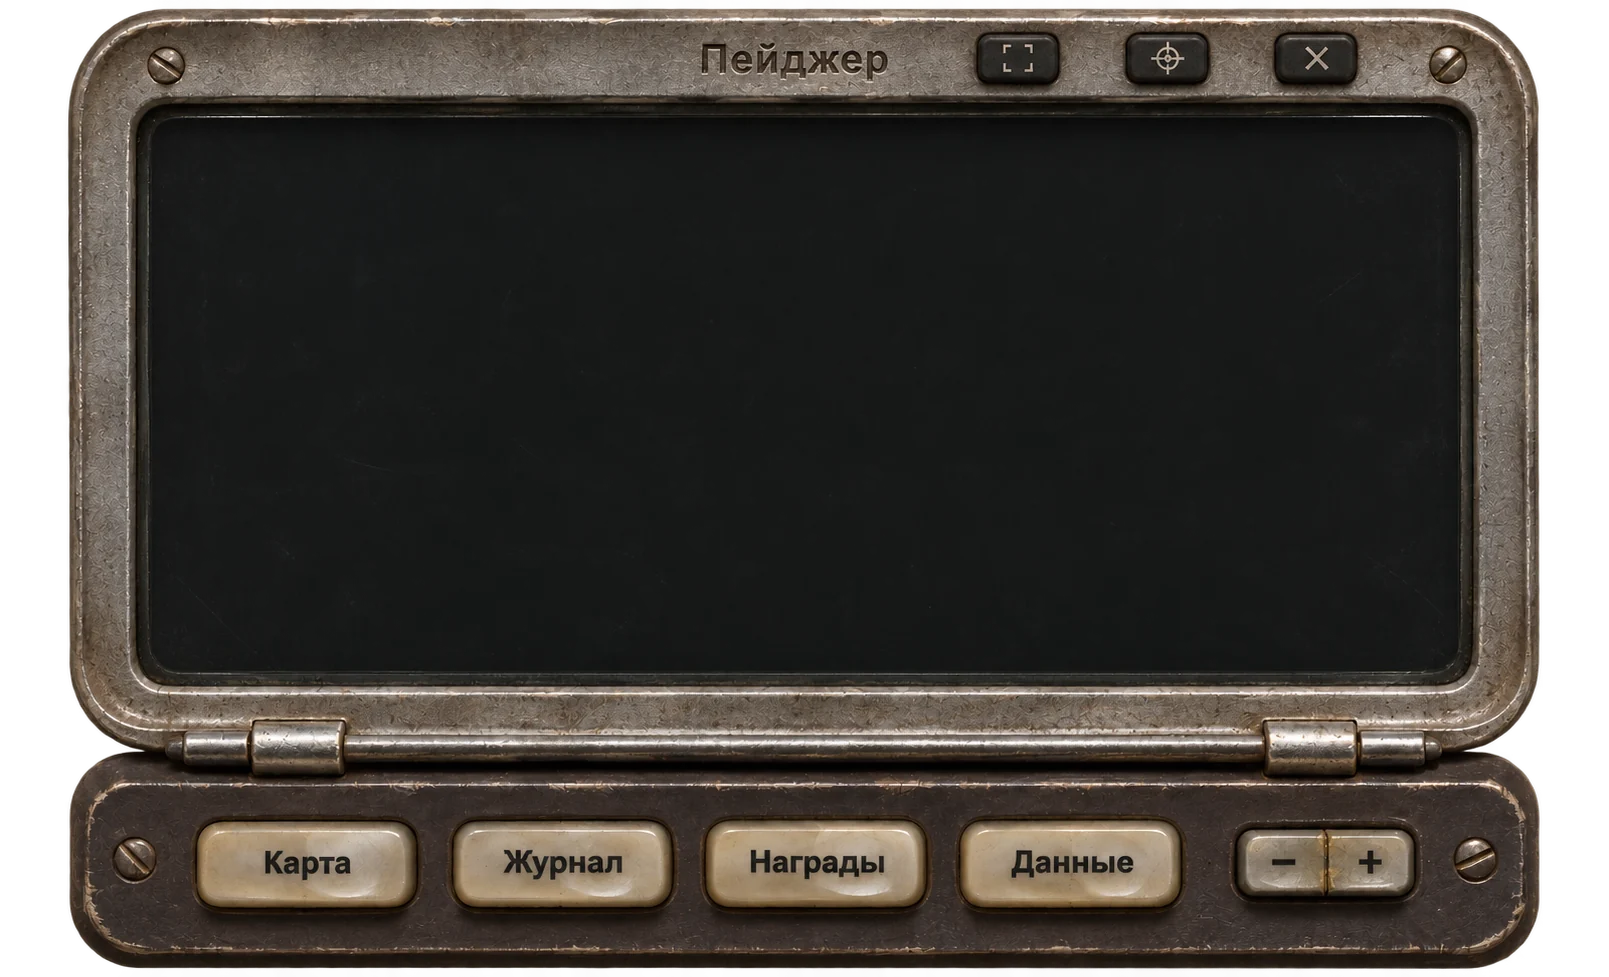 Пейджер
Карта
Журнал
Награды
Данные
− +